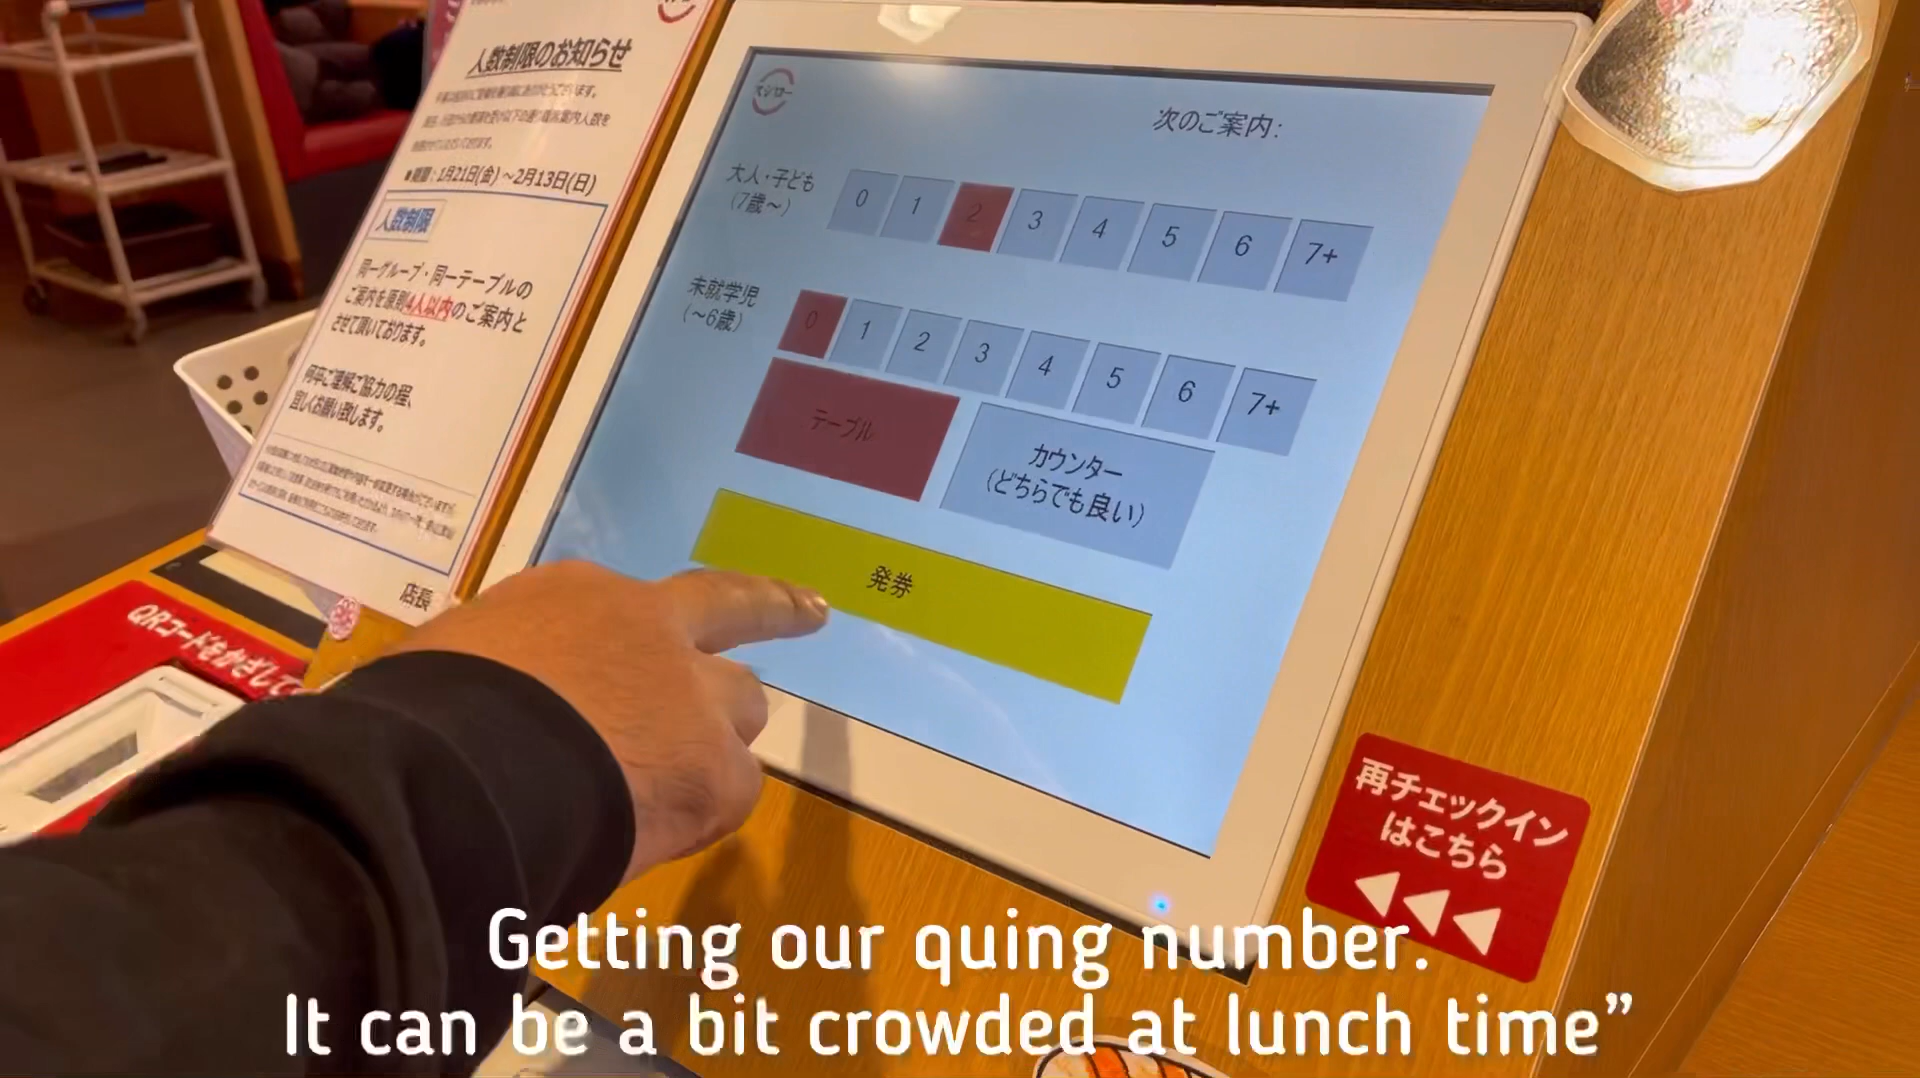 人数制限のお知らせ
■期間：1月21日(金)～2月13日(日)
人数制限
同一グループ・同一テーブルの
ご案内を原則4人以内のご案内と
させて頂いております。
何卒ご理解ご協力の程、
宜しくお願い致します。
店長
QRコードをかざして
スシロー
次のご案内:
大人・子ども
(7歳～)
0 1 2 3 4 5 6 7+
未就学児
(～6歳)
0 1 2 3 4 5 6 7+
テーブル
カウンター
(どちらでも良い)
発券
再チェックイン
はこちら
Getting our quing number.
It can be a bit crowded at lunch time”